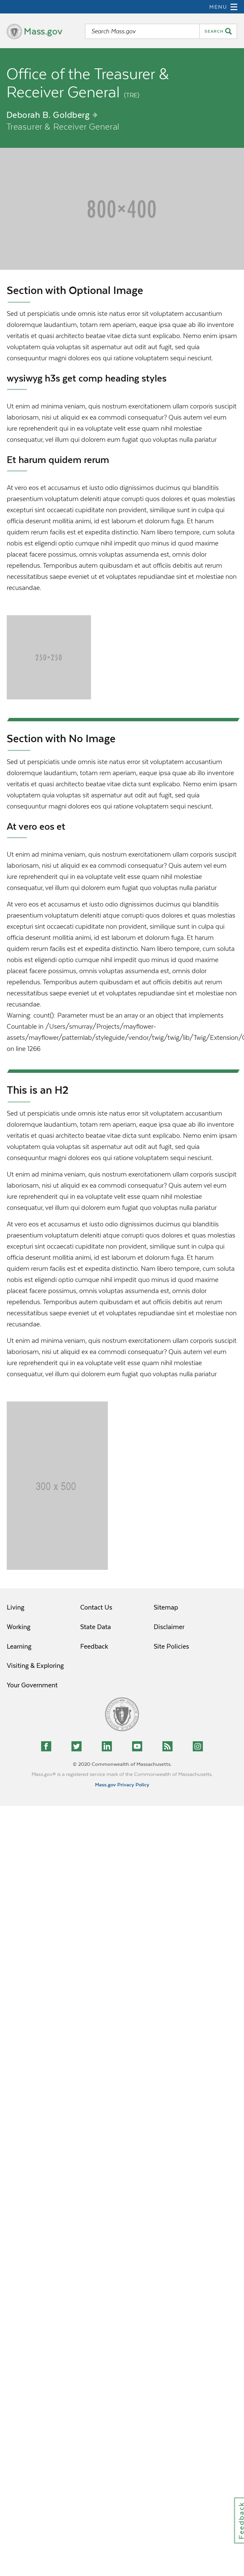 MENU
Mass.gov
Search Mass.gov
SEARCH
Office of the Treasurer &
Receiver General (TRE)
Deborah B. Goldberg
Treasurer & Receiver General
800×400
Section with Optional Image
Sed ut perspiciatis unde omnis iste natus error sit voluptatem accusantium
doloremque laudantium, totam rem aperiam, eaque ipsa quae ab illo inventore
veritatis et quasi architecto beatae vitae dicta sunt explicabo. Nemo enim ipsam
voluptatem quia voluptas sit aspernatur aut odit aut fugit, sed quia
consequuntur magni dolores eos qui ratione voluptatem sequi nesciunt.
wysiwyg h3s get comp heading styles
Ut enim ad minima veniam, quis nostrum exercitationem ullam corporis suscipit
laboriosam, nisi ut aliquid ex ea commodi consequatur? Quis autem vel eum
iure reprehenderit qui in ea voluptate velit esse quam nihil molestiae
consequatur, vel illum qui dolorem eum fugiat quo voluptas nulla pariatur
Et harum quidem rerum
At vero eos et accusamus et iusto odio dignissimos ducimus qui blanditiis
praesentium voluptatum deleniti atque corrupti quos dolores et quas molestias
excepturi sint occaecati cupiditate non provident, similique sunt in culpa qui
officia deserunt mollitia animi, id est laborum et dolorum fuga. Et harum
quidem rerum facilis est et expedita distinctio. Nam libero tempore, cum soluta
nobis est eligendi optio cumque nihil impedit quo minus id quod maxime
placeat facere possimus, omnis voluptas assumenda est, omnis dolor
repellendus. Temporibus autem quibusdam et aut officiis debitis aut rerum
necessitatibus saepe eveniet ut et voluptates repudiandae sint et molestiae non
recusandae.
250×250
Section with No Image
Sed ut perspiciatis unde omnis iste natus error sit voluptatem accusantium
doloremque laudantium, totam rem aperiam, eaque ipsa quae ab illo inventore
veritatis et quasi architecto beatae vitae dicta sunt explicabo. Nemo enim ipsam
voluptatem quia voluptas sit aspernatur aut odit aut fugit, sed quia
consequuntur magni dolores eos qui ratione voluptatem sequi nesciunt.
At vero eos et
Ut enim ad minima veniam, quis nostrum exercitationem ullam corporis suscipit
laboriosam, nisi ut aliquid ex ea commodi consequatur? Quis autem vel eum
iure reprehenderit qui in ea voluptate velit esse quam nihil molestiae
consequatur, vel illum qui dolorem eum fugiat quo voluptas nulla pariatur
At vero eos et accusamus et iusto odio dignissimos ducimus qui blanditiis
praesentium voluptatum deleniti atque corrupti quos dolores et quas molestias
excepturi sint occaecati cupiditate non provident, similique sunt in culpa qui
officia deserunt mollitia animi, id est laborum et dolorum fuga. Et harum
quidem rerum facilis est et expedita distinctio. Nam libero tempore, cum soluta
nobis est eligendi optio cumque nihil impedit quo minus id quod maxime
placeat facere possimus, omnis voluptas assumenda est, omnis dolor
repellendus. Temporibus autem quibusdam et aut officiis debitis aut rerum
necessitatibus saepe eveniet ut et voluptates repudiandae sint et molestiae non
recusandae.
Warning: count(): Parameter must be an array or an object that implements
Countable in /Users/smurray/Projects/mayflower-
assets/mayflower/patternlab/styleguide/vendor/twig/twig/lib/Twig/Extension/
on line 1266
This is an H2
Sed ut perspiciatis unde omnis iste natus error sit voluptatem accusantium
doloremque laudantium, totam rem aperiam, eaque ipsa quae ab illo inventore
veritatis et quasi architecto beatae vitae dicta sunt explicabo. Nemo enim ipsam
voluptatem quia voluptas sit aspernatur aut odit aut fugit, sed quia
consequuntur magni dolores eos qui ratione voluptatem sequi nesciunt.
Ut enim ad minima veniam, quis nostrum exercitationem ullam corporis suscipit
laboriosam, nisi ut aliquid ex ea commodi consequatur? Quis autem vel eum
iure reprehenderit qui in ea voluptate velit esse quam nihil molestiae
consequatur, vel illum qui dolorem eum fugiat quo voluptas nulla pariatur
At vero eos et accusamus et iusto odio dignissimos ducimus qui blanditiis
praesentium voluptatum deleniti atque corrupti quos dolores et quas molestias
excepturi sint occaecati cupiditate non provident, similique sunt in culpa qui
officia deserunt mollitia animi, id est laborum et dolorum fuga. Et harum
quidem rerum facilis est et expedita distinctio. Nam libero tempore, cum soluta
nobis est eligendi optio cumque nihil impedit quo minus id quod maxime
placeat facere possimus, omnis voluptas assumenda est, omnis dolor
repellendus. Temporibus autem quibusdam et aut officiis debitis aut rerum
necessitatibus saepe eveniet ut et voluptates repudiandae sint et molestiae non
recusandae.
Ut enim ad minima veniam, quis nostrum exercitationem ullam corporis suscipit
laboriosam, nisi ut aliquid ex ea commodi consequatur? Quis autem vel eum
iure reprehenderit qui in ea voluptate velit esse quam nihil molestiae
consequatur, vel illum qui dolorem eum fugiat quo voluptas nulla pariatur
300 x 500
Living
Working
Learning
Visiting & Exploring
Your Government
Contact Us
State Data
Feedback
Sitemap
Disclaimer
Site Policies
© 2020 Commonwealth of Massachusetts.
Mass.gov® is a registered service mark of the Commonwealth of Massachusetts.
Mass.gov Privacy Policy
Feedback